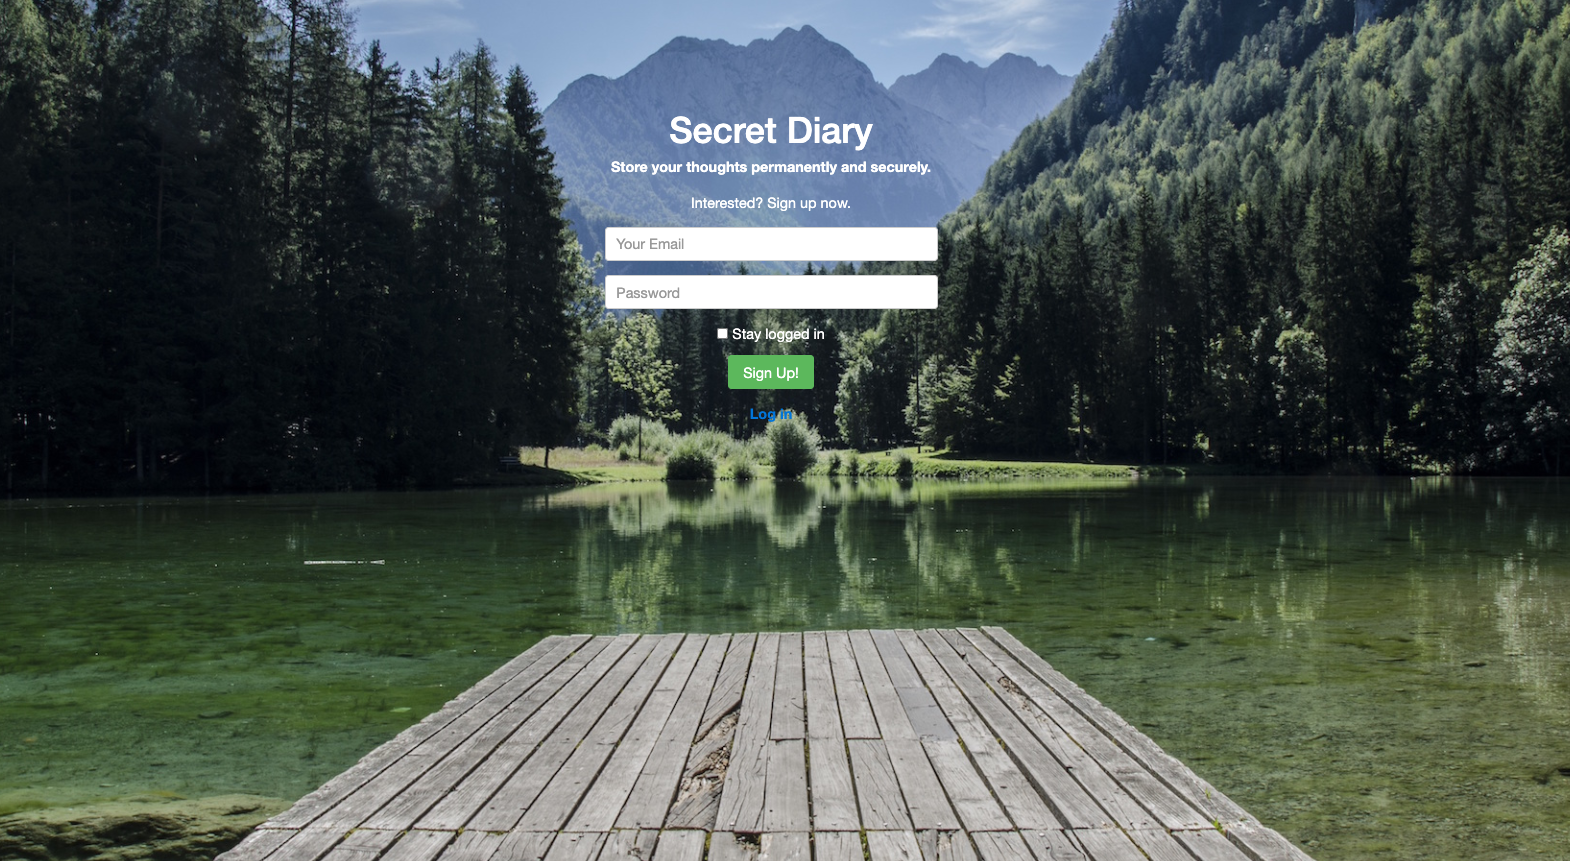 Secret Diary
Store your thoughts permanently and securely.
Interested? Sign up now.
Your Email
Password
Stay logged in
Sign Up!
Log in